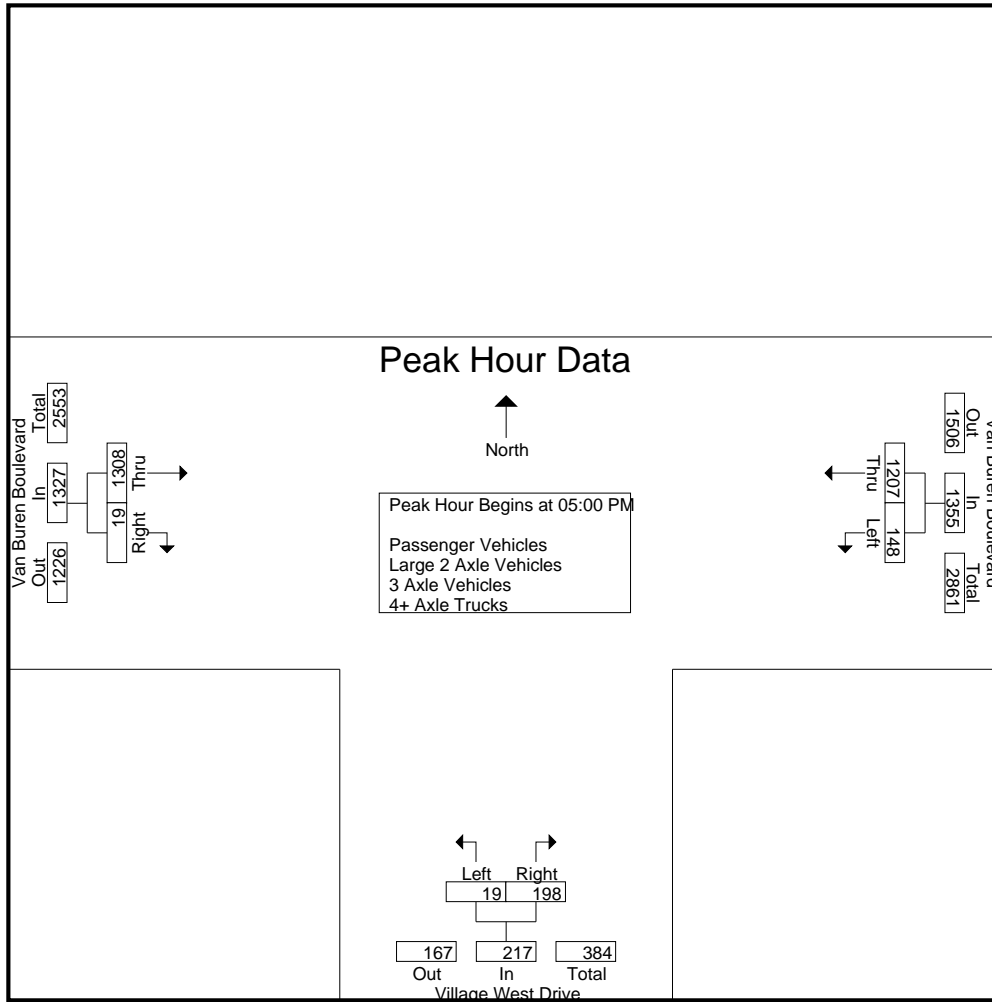 Peak Hour Data
North
Peak Hour Begins at 05:00 PM
Passenger Vehicles
Large 2 Axle Vehicles
3 Axle Vehicles
4+ Axle Trucks
Van Buren Boulevard
Out In Total
1226 1327 2553
Right Thru
19 1308
Van Buren Boulevard
Out In Total
1506 1355 2861
Thru Left
1207 148
Left Right
19 198
167 217 384
Out In Total
Village West Drive